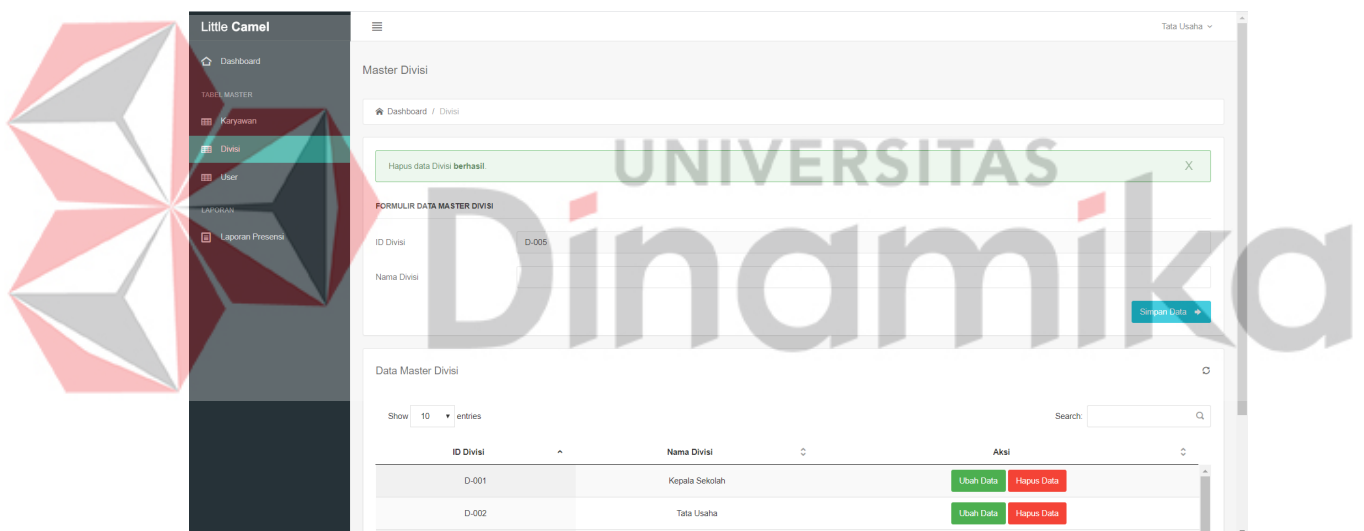 Little Camel
Tata Usaha
Dashboard
Master Divisi
TABEL MASTER
Dashboard / Divisi
Karyawan
Divisi
Hapus data Divisi berhasil.
X
User
FORMULIR DATA MASTER DIVISI
LAPORAN
Laporan Presensi
ID Divisi
D-005
Nama Divisi
Simpan Data
UNIVERSITAS
Dinamika
Data Master Divisi
Show 10 entries
Search:
ID Divisi Nama Divisi Aksi
D-001 Kepala Sekolah Ubah Data Hapus Data
D-002 Tata Usaha Ubah Data Hapus Data